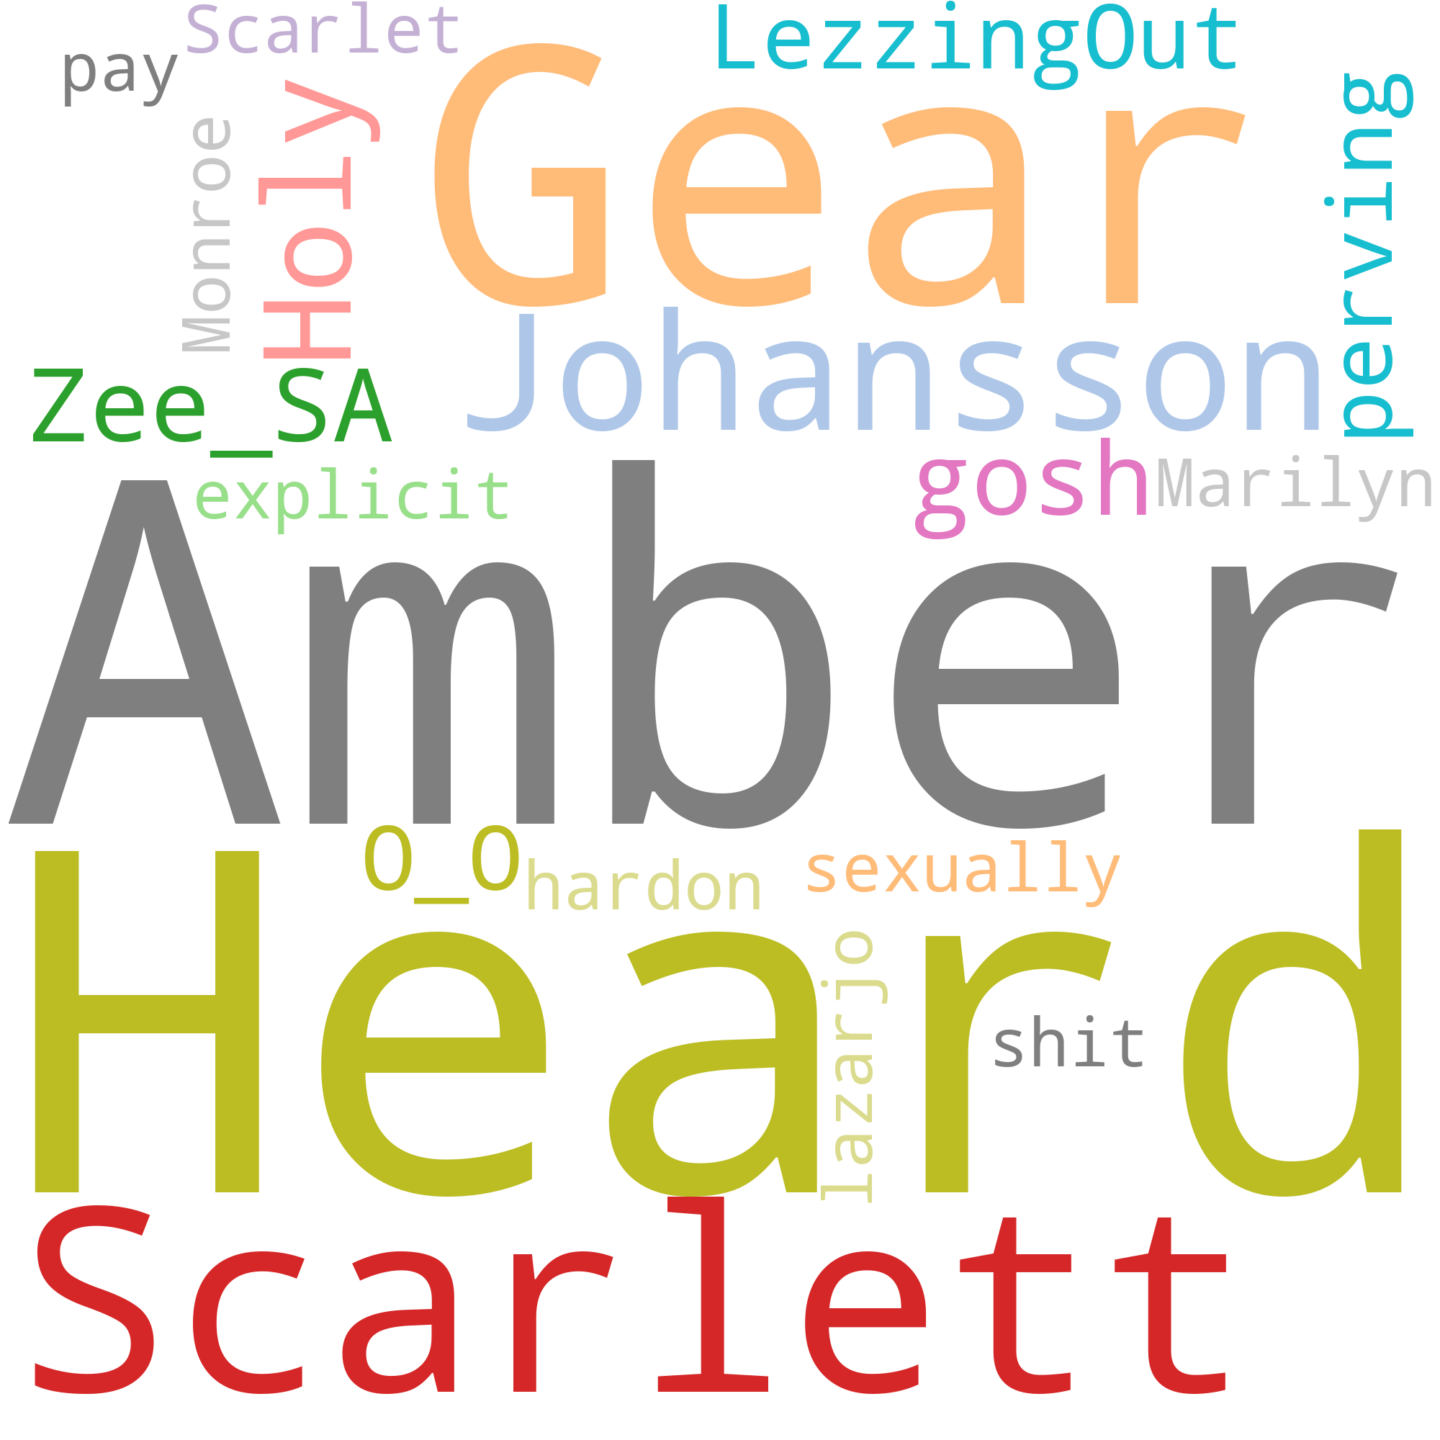 Scarlet
LezzingOut
pay
Gear
Holy
Monroe
perving
Johansson
Zee_SA
gosh
Marilyn
explicit
Amber
O_O
hardon
sexually
Heard
lazarjo
shit
Scarlett